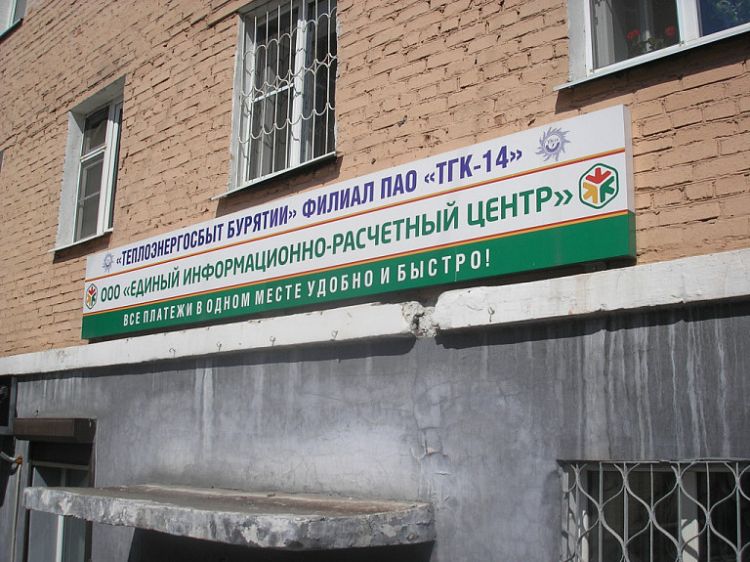 «ТЕПЛОЭНЕРГОСБЫТ БУРЯТИИ» ФИЛИАЛ ПАО «ТГК-14»
ООО «ЕДИНЫЙ ИНФОРМАЦИОННО-РАСЧЕТНЫЙ ЦЕНТР»
ВСЕ ПЛАТЕЖИ В ОДНОМ МЕСТЕ УДОБНО И БЫСТРО!